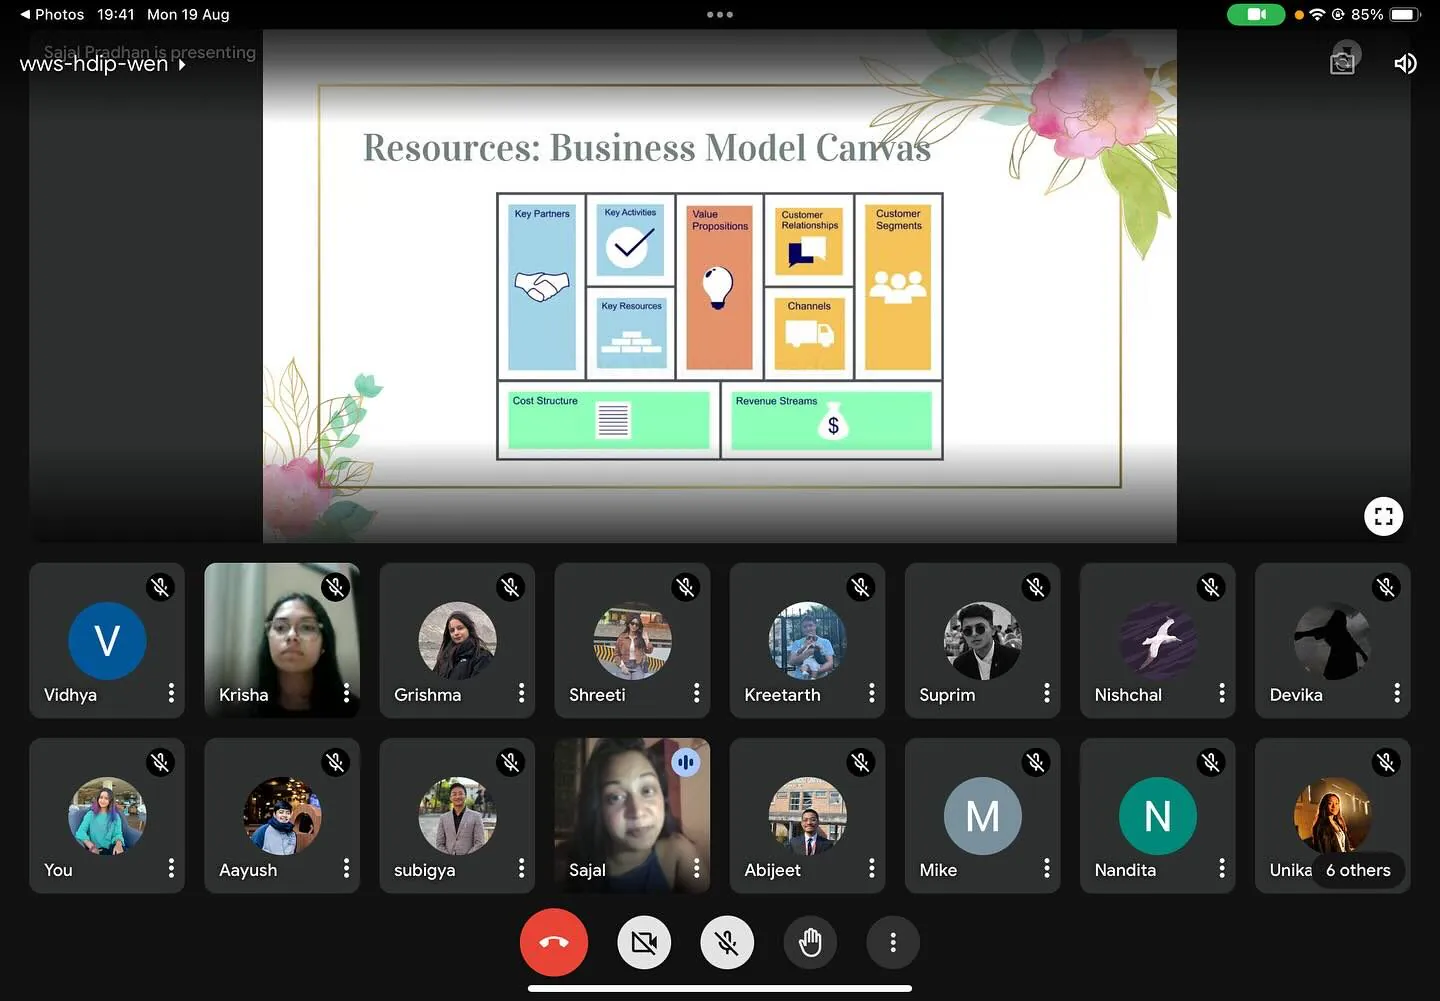 Photos 19:41 Mon 19 Aug
85%
Sajal Pradhan is presenting
wws-hdip-wen
Resources: Business Model Canvas
Key Partners
Key Activities
Value
Propositions
Customer
Relationships
Customer
Segments
Key Resources
Channels
Cost Structure
Revenue Streams
$
V
Vidhya
Krisha
Grishma
Shreeti
Kreetarth
Suprim
Nishchal
Devika
You
Aayush
subigya
Sajal
Abijeet
M
Mike
N
Nandita
Unika
6 others